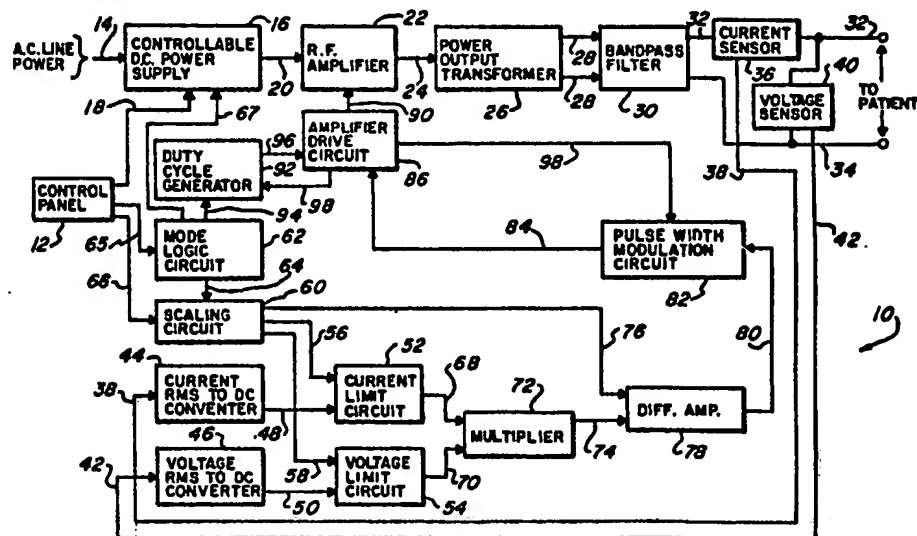 A.C. LINE POWER
14
CONTROLLABLE D.C. POWER SUPPLY
16
20
R.F. AMPLIFIER
22
24
POWER OUTPUT TRANSFORMER
26
28
28
BANDPASS FILTER
30
32
CURRENT SENSOR
36
32
40
VOLTAGE SENSOR
TO PATIENT
34
18
67
90
DUTY CYCLE GENERATOR
96
92
98
94
AMPLIFIER DRIVE CIRCUIT
86
98
38
42
CONTROL PANEL
12
65
66
MODE LOGIC CIRCUIT
62
64
84
PULSE WIDTH MODULATION CIRCUIT
82
80
10
SCALING CIRCUIT
60
56
76
44
38
CURRENT RMS TO DC CONVERTER
48
52
CURRENT LIMIT CIRCUIT
68
72
MULTIPLIER
74
DIFF. AMP.
78
46
42
VOLTAGE RMS TO DC CONVERTER
50
58
VOLTAGE LIMIT CIRCUIT
54
70